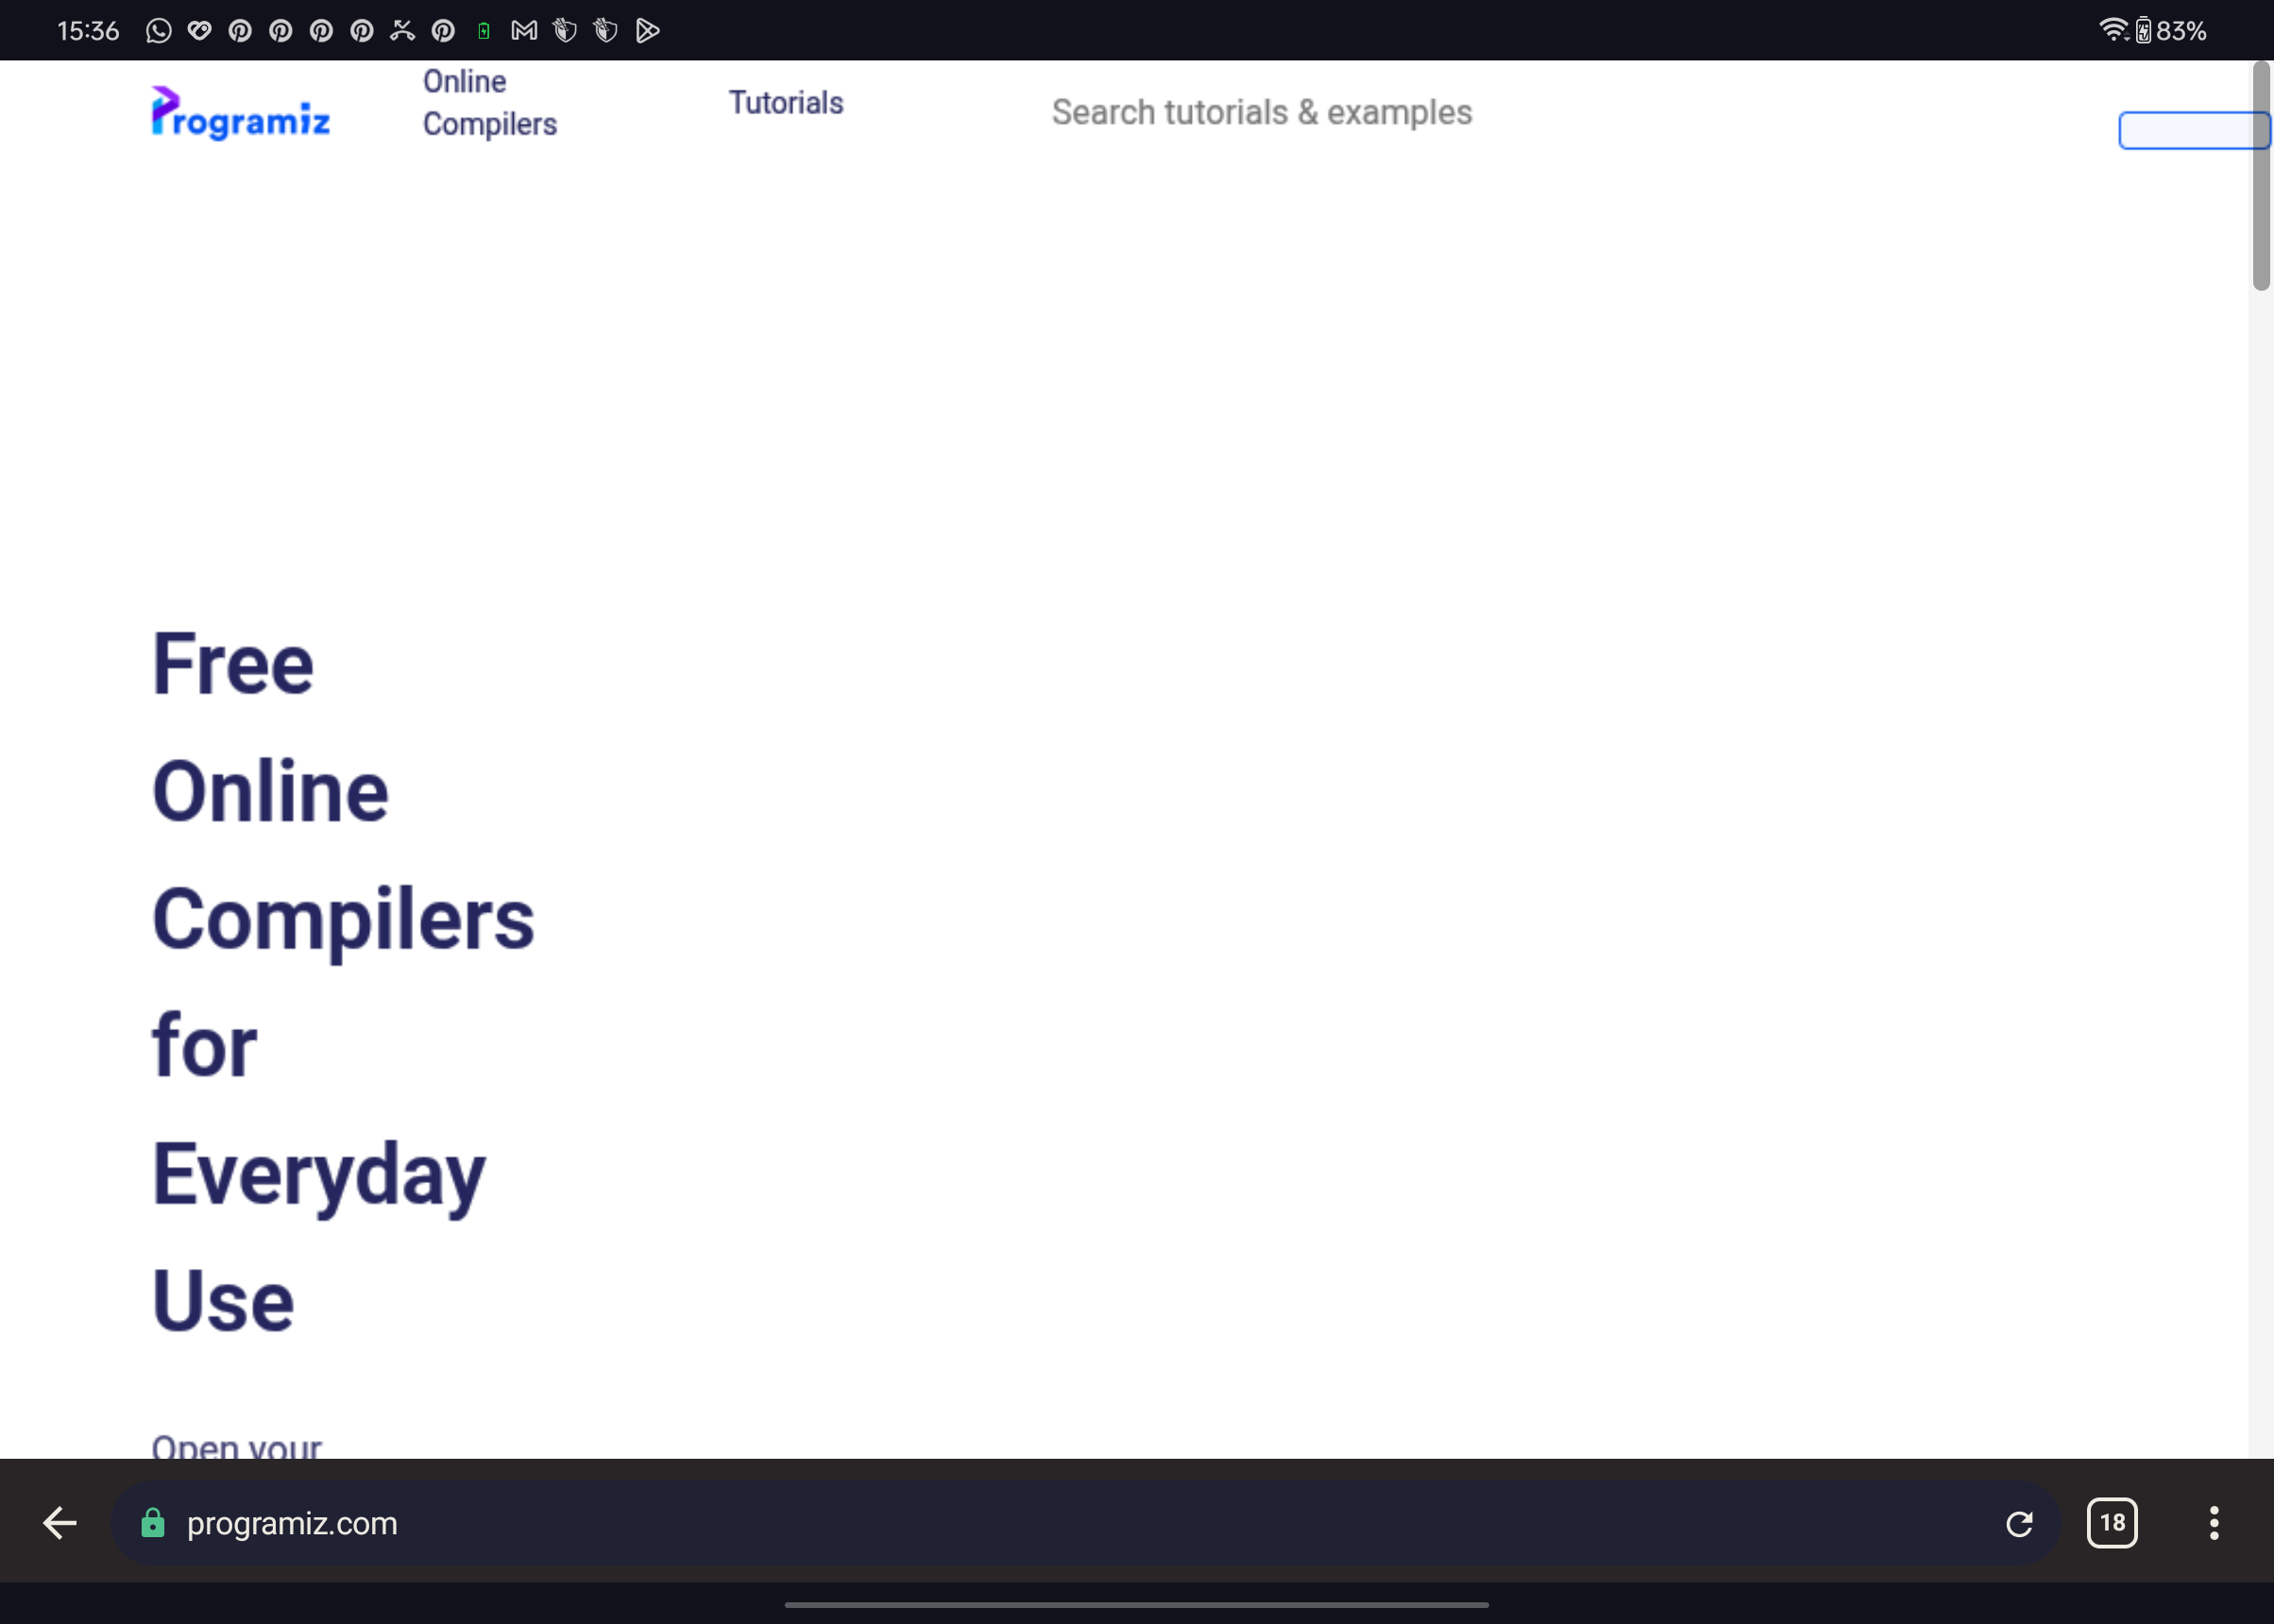 15:36
83%
Programiz
Online
Compilers
Tutorials
Search tutorials & examples
Free
Online
Compilers
for
Everyday
Use
Open your
programiz.com
18